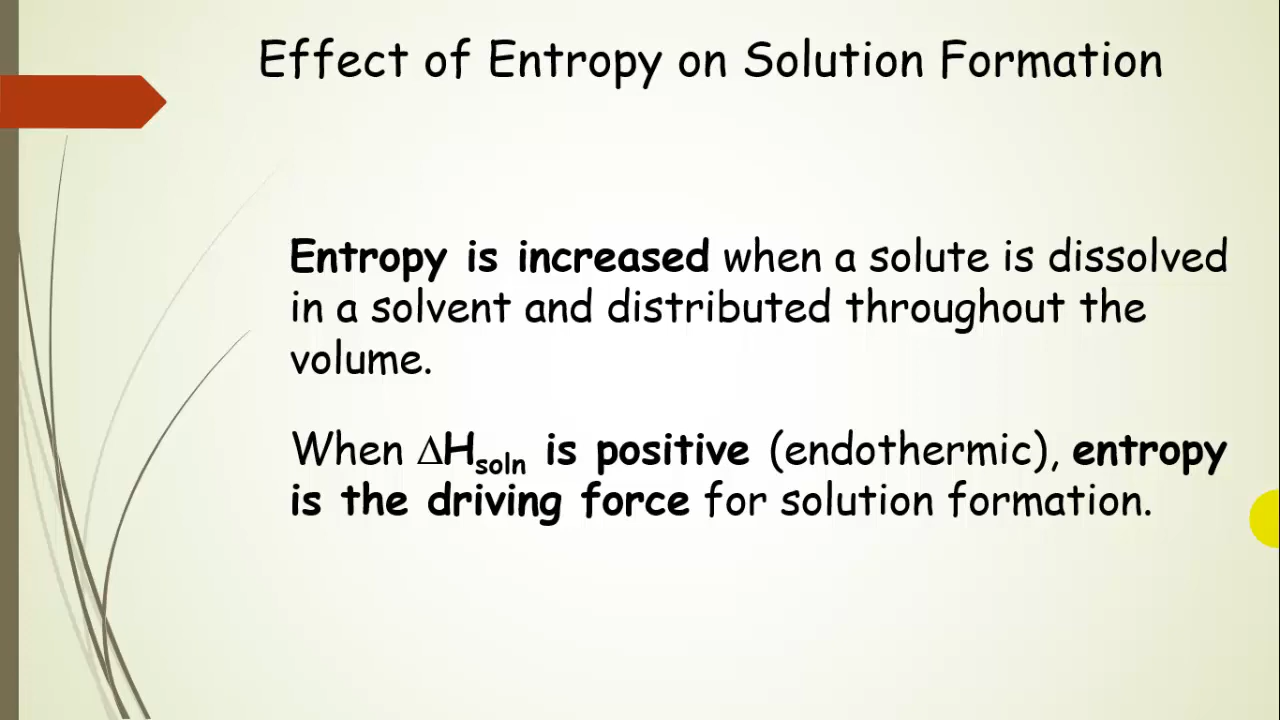 Effect of Entropy on Solution Formation
Entropy is increased when a solute is dissolved
in a solvent and distributed throughout the
volume.
When ΔHsoln is positive (endothermic), entropy
is the driving force for solution formation.